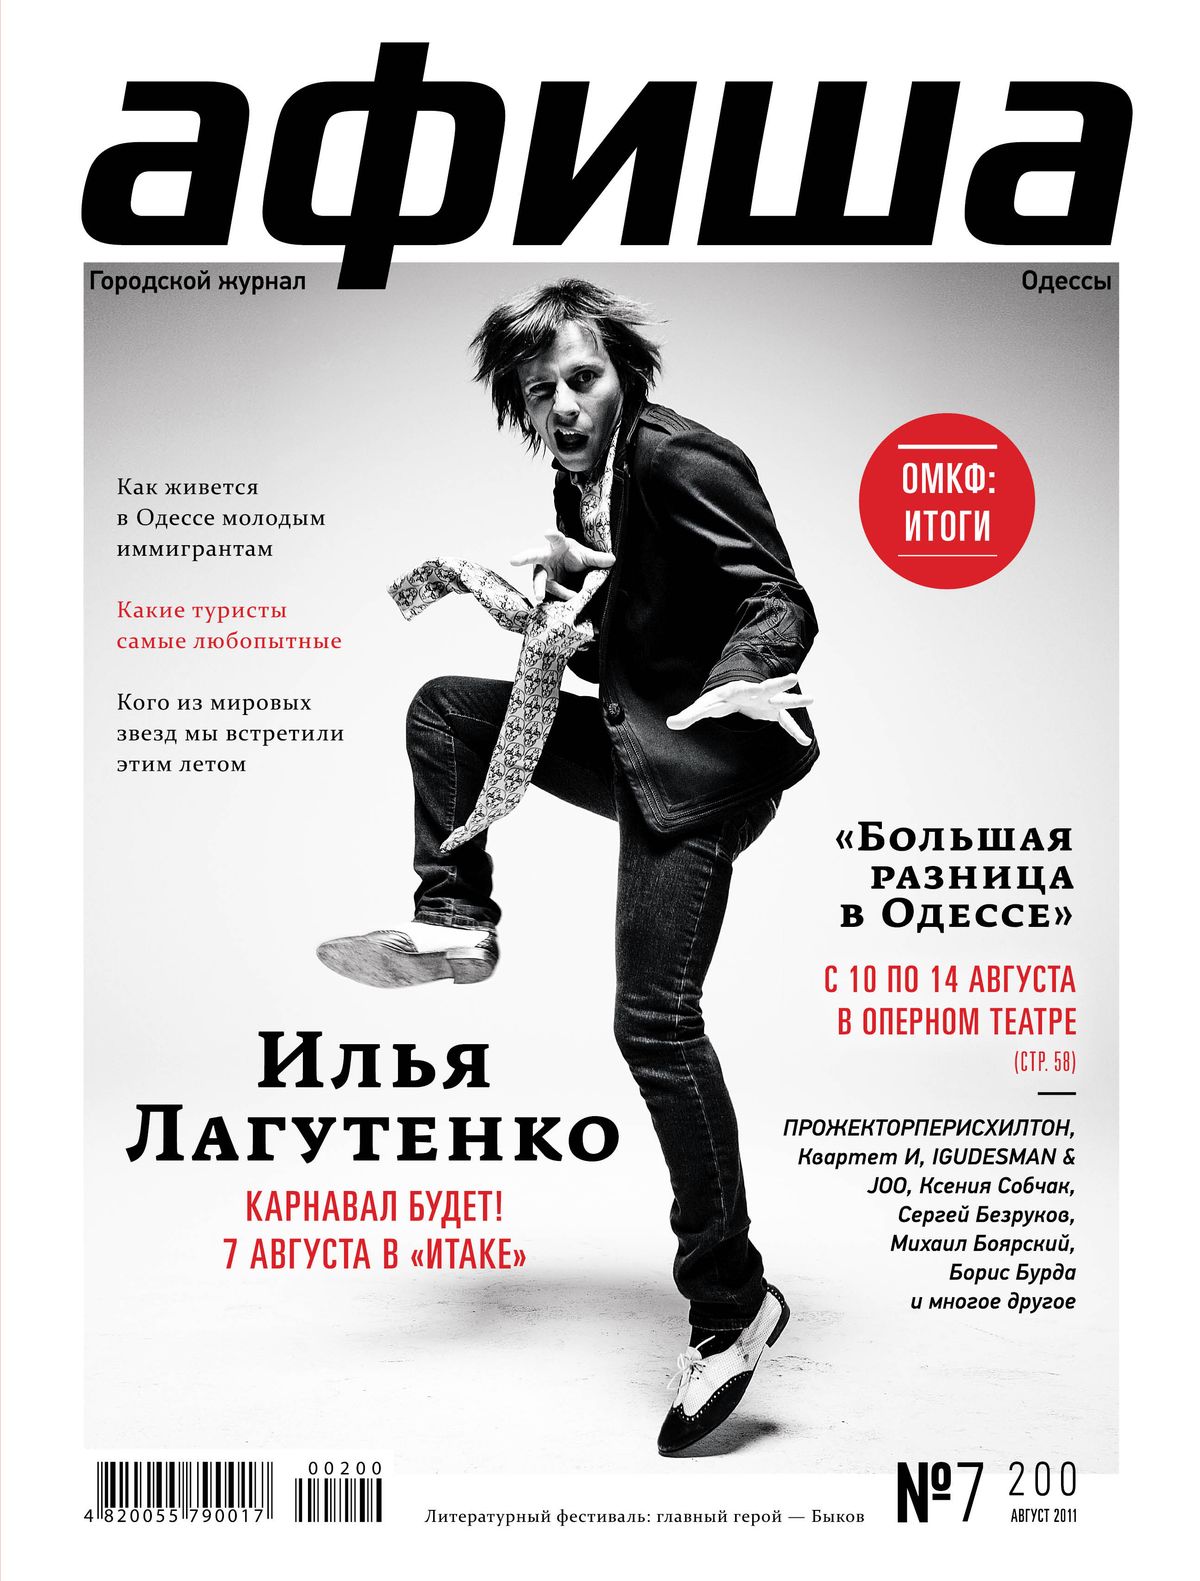 афиша
Городской журнал
Одессы
Как живется
в Одессе молодым
иммигрантам
Какие туристы
самые любопытные
Кого из мировых
звезд мы встретили
этим летом
ОМКФ:
ИТОГИ
«Большая
разница
в Одессе»
С 10 ПО 14 АВГУСТА
В ОПЕРНОМ ТЕАТРЕ
(СТР. 58)
ПРОЖЕКТОРПЕРИСХИЛТОН,
Квартет И, IGUDESMAN &
JOO, Ксения Собчак,
Сергей Безруков,
Михаил Боярский,
Борис Бурда
и многое другое
Илья
Лагутенко
КАРНАВАЛ БУДЕТ!
7 АВГУСТА В «ИТАКЕ»
00200
4 820055 790017
Литературный фестиваль: главный герой — Быков
№7
200
АВГУСТ 2011